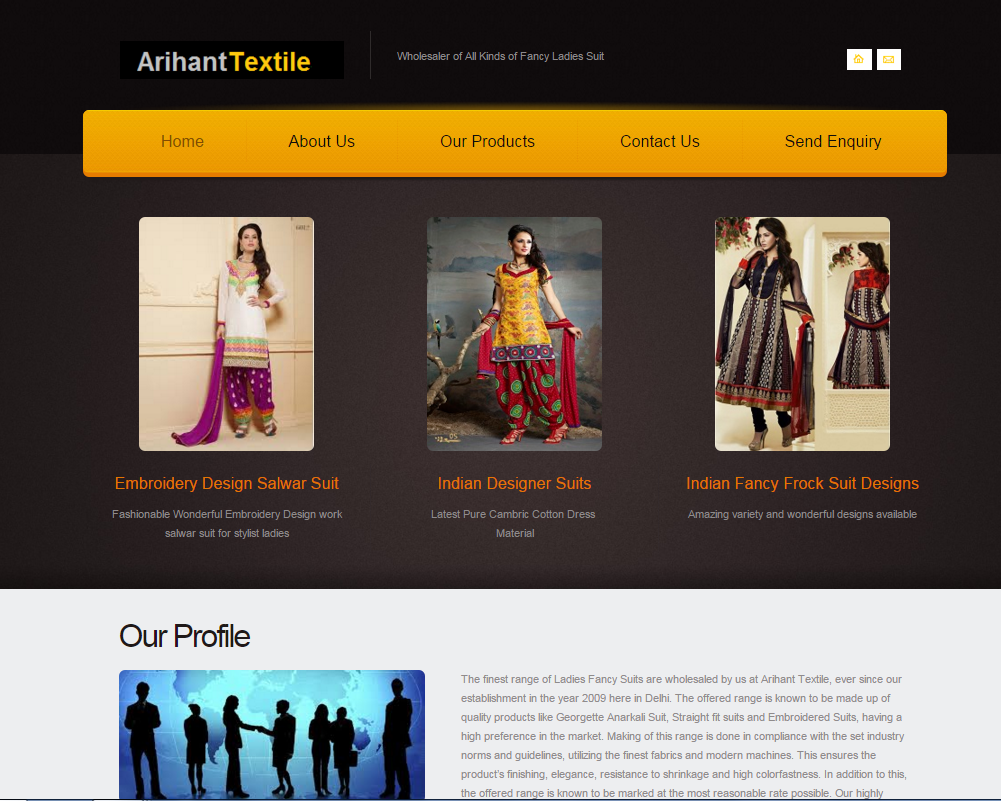 ArihantTextile
Wholesaler of All Kinds of Fancy Ladies Suit
Home
About Us
Our Products
Contact Us
Send Enquiry
Embroidery Design Salwar Suit
Fashionable Wonderful Embroidery Design work
salwar suit for stylist ladies
Indian Designer Suits
Latest Pure Cambric Cotton Dress
Material
Indian Fancy Frock Suit Designs
Amazing variety and wonderful designs available
Our Profile
The finest range of Ladies Fancy Suits are wholesaled by us at Arihant Textile, ever since our
establishment in the year 2009 here in Delhi. The offered range is known to be made up of
quality products like Georgette Anarkali Suit, Straight fit suits and Embroidered Suits, having a
high preference in the market. Making of this range is done in compliance with the set industry
norms and guidelines, utilizing the finest fabrics and modern machines. This ensures the
product's finishing, elegance, resistance to shrinkage and high colorfastness. In addition to this,
the offered range is known to be marked at the most reasonable rate possible. Our highly